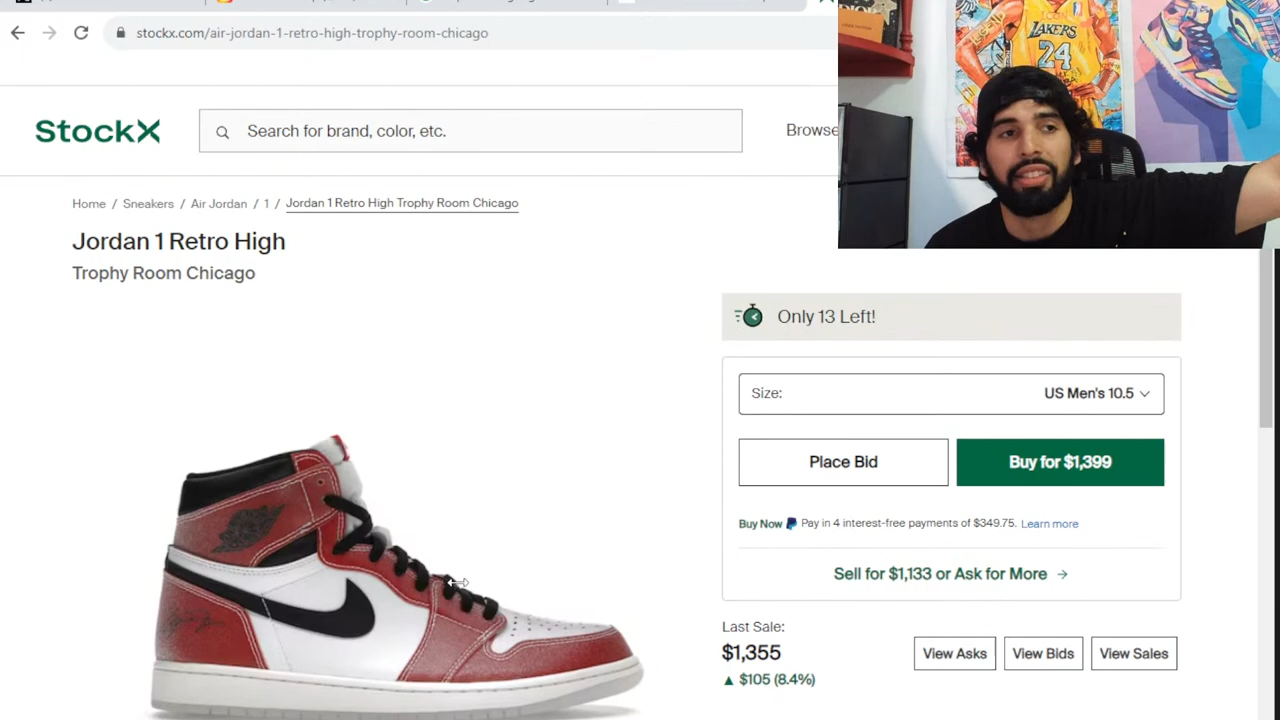 stockx.com/air-jordan-1-retro-high-trophy-room-chicago
StockX
Search for brand, color, etc.
Browse
LAKERS
24
Home / Sneakers / Air Jordan / 1 / Jordan 1 Retro High Trophy Room Chicago
Jordan 1 Retro High
Trophy Room Chicago
Only 13 Left!
Size:
US Men's 10.5
Place Bid
Buy for $1,399
Buy Now Pay in 4 interest-free payments of $349.75. Learn more
Sell for $1,133 or Ask for More
Last Sale:
$1,355
▲ $105 (8.4%)
View Asks
View Bids
View Sales